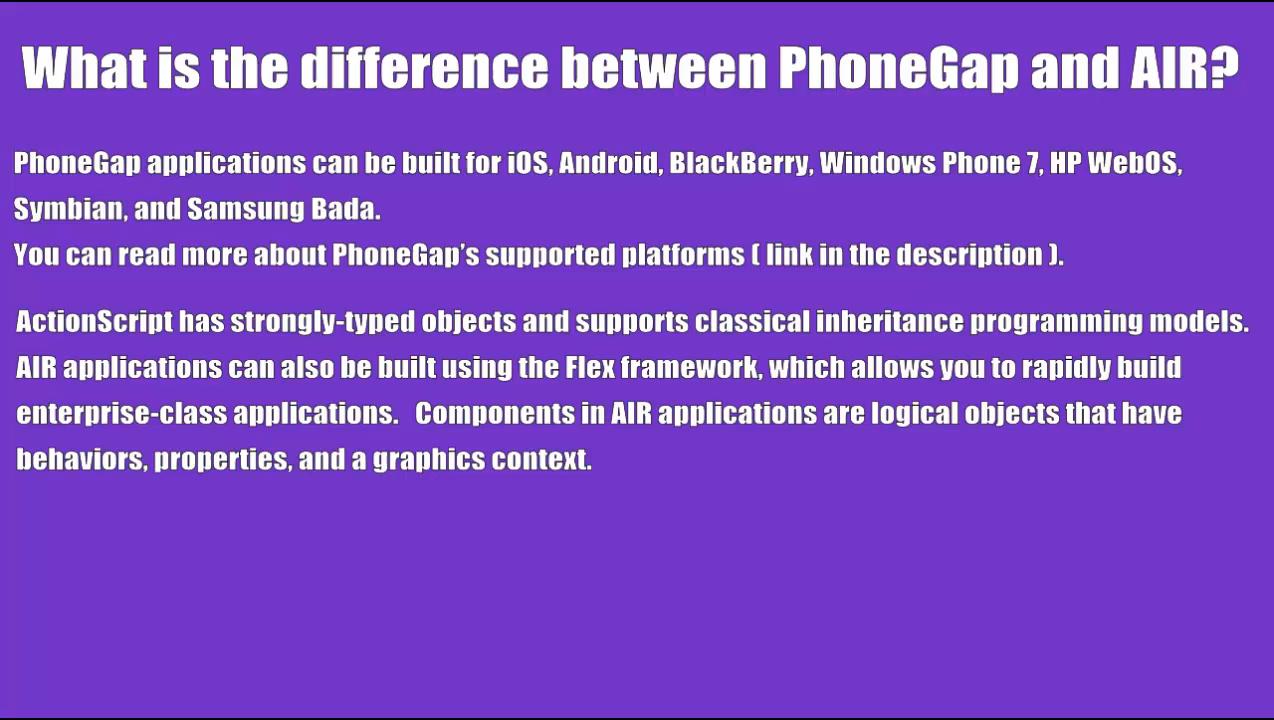 What is the difference between PhoneGap and AIR?
PhoneGap applications can be built for iOS, Android, BlackBerry, Windows Phone 7, HP WebOS,
Symbian, and Samsung Bada.
You can read more about PhoneGap’s supported platforms ( link in the description ).
ActionScript has strongly-typed objects and supports classical inheritance programming models.
AIR applications can also be built using the Flex framework, which allows you to rapidly build
enterprise-class applications.   Components in AIR applications are logical objects that have
behaviors, properties, and a graphics context.